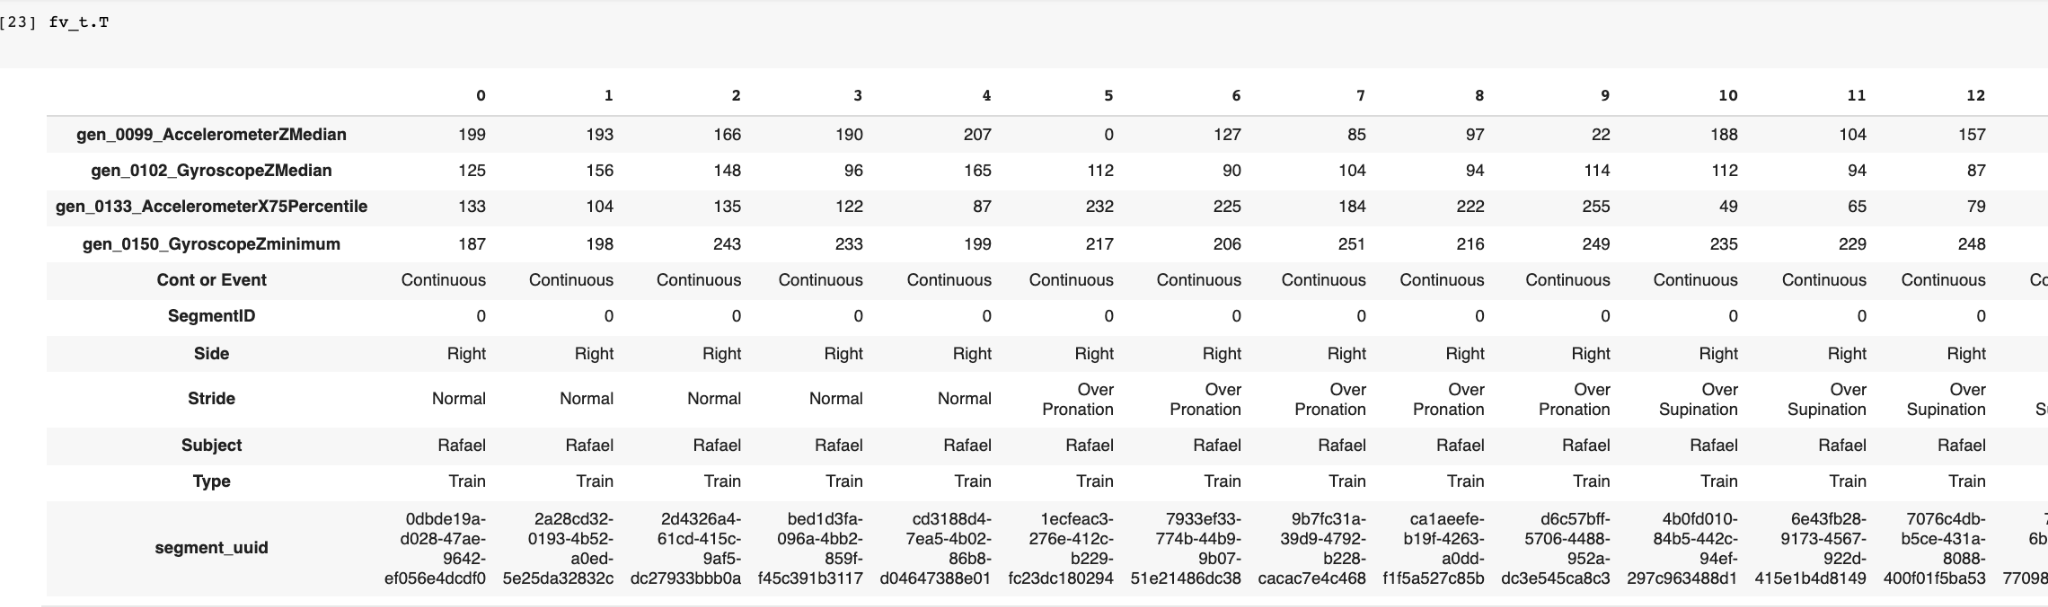 [23] fv_t.T
0 1 2 3 4 5 6 7 8 9 10 11 12
gen_0099_AccelerometerZMedian 199 193 166 190 207 0 127 85 97 22 188 104 157
gen_0102_GyroscopeZMedian 125 156 148 96 165 112 90 104 94 114 112 94 87
gen_0133_AccelerometerX75Percentile 133 104 135 122 87 232 225 184 222 255 49 65 79
gen_0150_GyroscopeZminimum 187 198 243 233 199 217 206 251 216 249 235 229 248
Cont or Event Continuous Continuous Continuous Continuous Continuous Continuous Continuous Continuous Continuous Continuous Continuous Continuous Continuous Co
SegmentID 0 0 0 0 0 0 0 0 0 0 0 0 0
Side Right Right Right Right Right Right Right Right Right Right Right Right Right
Over Over Over Over Over Over Over Over
Stride Normal Normal Normal Normal Normal
Pronation Pronation Pronation Pronation Pronation Supination Supination Supination S
Subject Rafael Rafael Rafael Rafael Rafael Rafael Rafael Rafael Rafael Rafael Rafael Rafael Rafael
Type Train Train Train Train Train Train Train Train Train Train Train Train Train
0dbde19a- 2a28cd32- 2d4326a4- bed1d3fa- cd3188d4- 1ecfeac3- 7933ef33- 9b7fc31a- ca1aeefe- d6c57bff- 4b0fd010- 6e43fb28- 7076c4db- 7
d028-47ae- 0193-4b52- 61cd-415c- 096a-4bb2- 7ea5-4b02- 276e-412c- 774b-44b9- 39d9-4792- b19f-4263- 5706-4488- 84b5-442c- 9173-4567- b5ce-431a- 6b
segment_uuid
9642- a0ed- 9af5- 859f- 86b8- b229- 9b07- b228- a0dd- 952a- 94ef- 922d- 8088-
ef056e4dcdf0 5e25da32832c dc27933bbb0a f45c391b3117 d04647388e01 fc23dc180294 51e21486dc38 cacac7e4c468 f1f5a527c85b dc3e545ca8c3 297c963488d1 415e1b4d8149 400f01f5ba53 77098